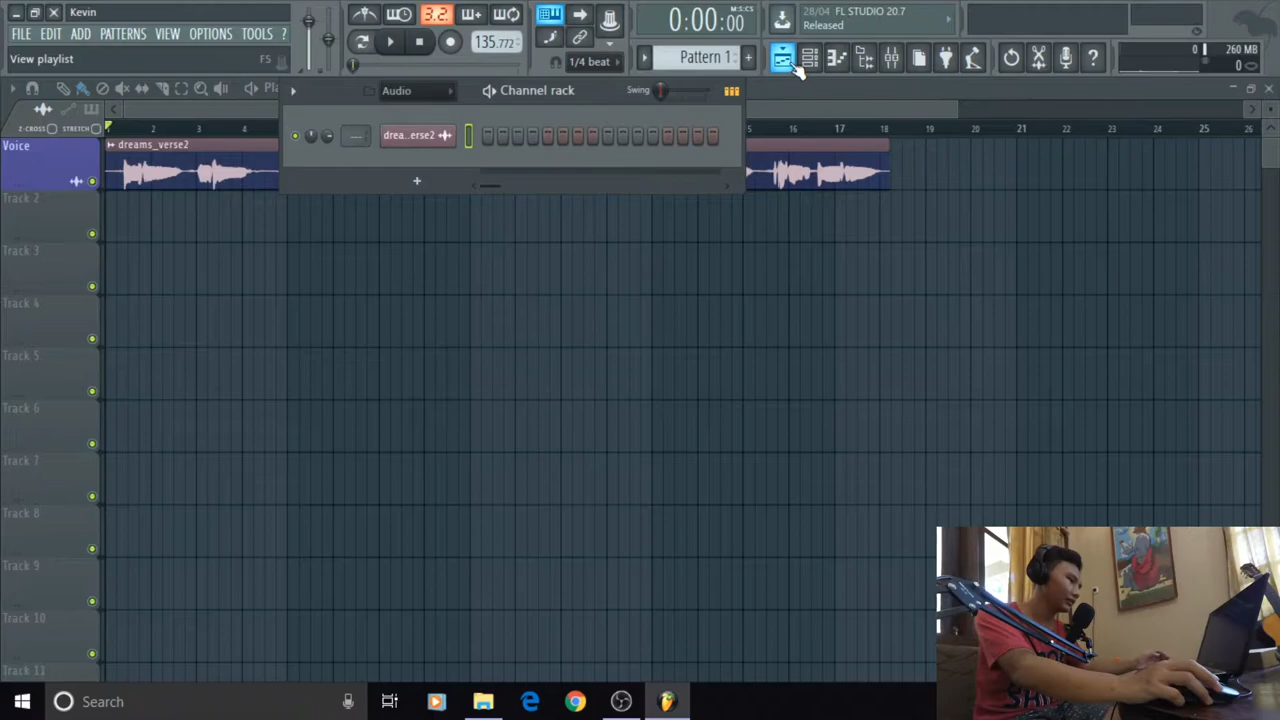 Kevin
FILE EDIT ADD PATTERNS VIEW OPTIONS TOOLS ?
View playlist F5
3.2
135.772
1/4 beat
0:00:00
M:S:CS
Pattern 1
28/04 FL STUDIO 20.7
Released
0 260 MB
0
Audio
Channel rack
Swing
Z-CROSS STRETCH
2 3 4 5 16 17 18 19 20 21 22 23 24 25 26
drea...erse2
Voice
dreams_verse2
Track 2
Track 3
Track 4
Track 5
Track 6
Track 7
Track 8
Track 9
Track 10
Track 11
Search